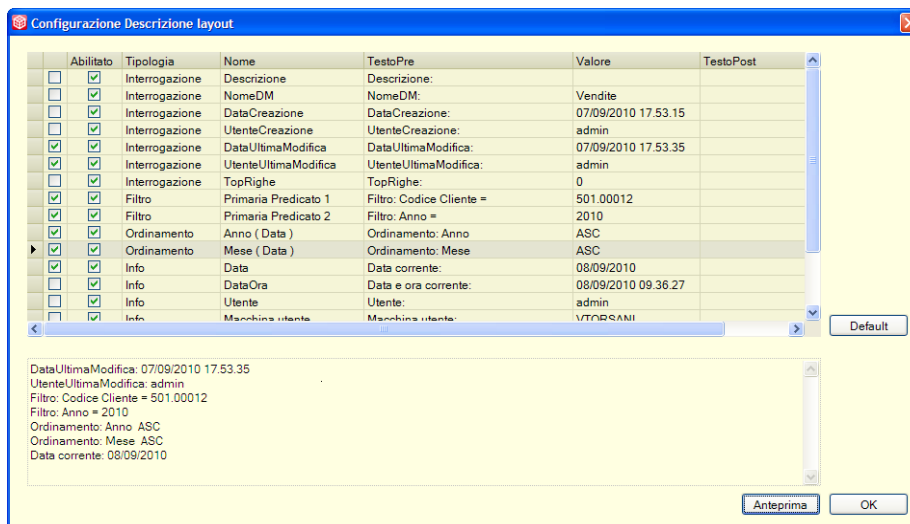 Configurazione Descrizione layout
Abilitato Tipologia Nome TestoPre Valore TestoPost
Interrogazione Descrizione Descrizione:
Interrogazione NomeDM NomeDM: Vendite
Interrogazione DataCreazione DataCreazione: 07/09/2010 17.53.15
Interrogazione UtenteCreazione UtenteCreazione: admin
Interrogazione DataUltimaModifica DataUltimaModifica: 07/09/2010 17.53.35
Interrogazione UtenteUltimaModifica UtenteUltimaModifica: admin
Interrogazione TopRighe TopRighe: 0
Filtro Primaria Predicato 1 Filtro: Codice Cliente = 501.00012
Filtro Primaria Predicato 2 Filtro: Anno = 2010
Ordinamento Anno ( Data ) Ordinamento: Anno ASC
Ordinamento Mese ( Data ) Ordinamento: Mese ASC
Info Data Data corrente: 08/09/2010
Info DataOra Data e ora corrente: 08/09/2010 09.36.27
Info Utente Utente: admin
Info Macchina utente Macchina utente: VTORSANI
Default
DataUltimaModifica: 07/09/2010 17.53.35
UtenteUltimaModifica: admin
Filtro: Codice Cliente = 501.00012
Filtro: Anno = 2010
Ordinamento: Anno ASC
Ordinamento: Mese ASC
Data corrente: 08/09/2010
Anteprima OK